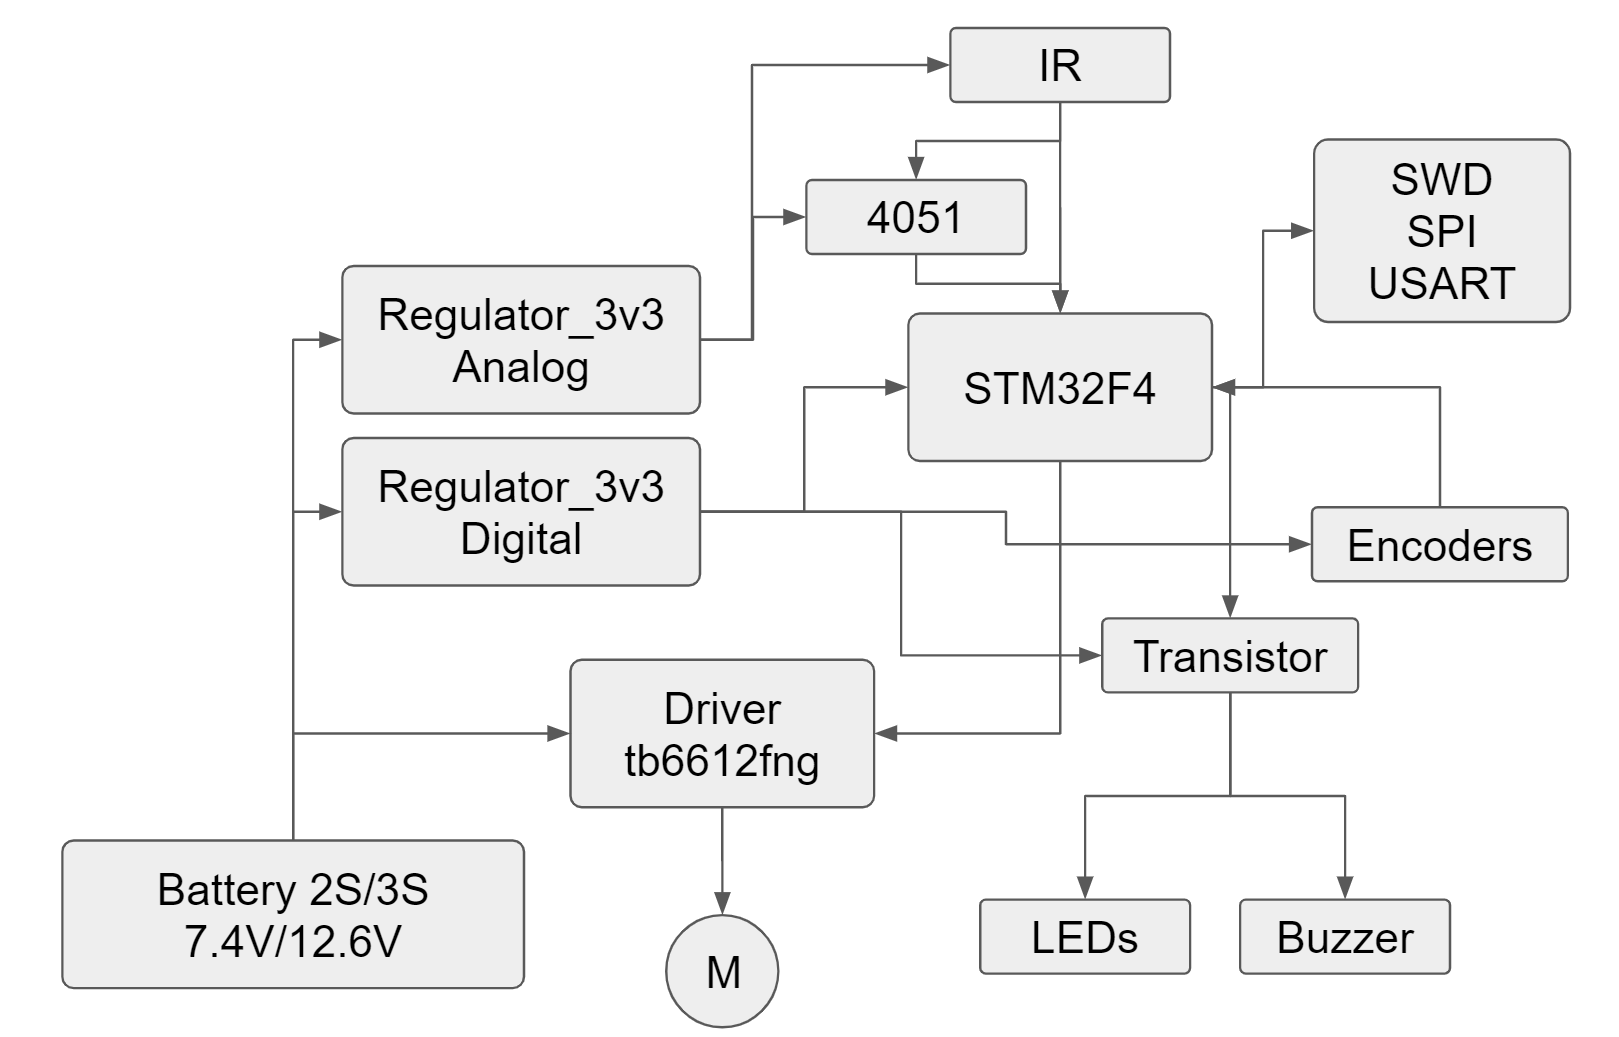 IR
4051
SWD
SPI
USART
Regulator_3v3
Analog
STM32F4
Regulator_3v3
Digital
Encoders
Transistor
Driver
tb6612fng
Battery 2S/3S
7.4V/12.6V
M
LEDs
Buzzer